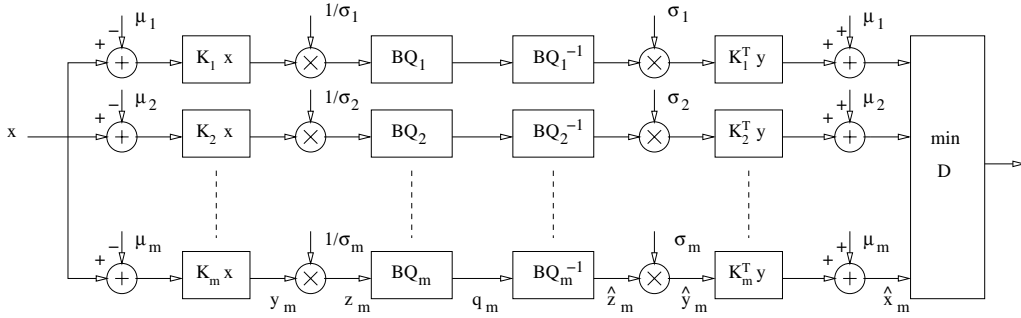 − μ₁ 1/σ₁ σ₁ + μ₁
+ + K₁ x × BQ₁ BQ₁⁻¹ × K₁ᵀ y + +
− μ₂ 1/σ₂ σ₂ + μ₂
x + + K₂ x × BQ₂ BQ₂⁻¹ × K₂ᵀ y + + min
D
− μₘ 1/σₘ σₘ + μₘ
+ + Kₘ x × BQₘ BQₘ⁻¹ × Kₘᵀ y + +
yₘ zₘ qₘ ẑₘ ŷₘ x̂ₘ